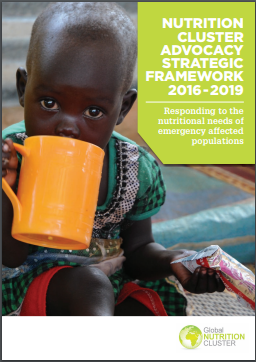 NUTRITION
CLUSTER
ADVOCACY
STRATEGIC
FRAMEWORK
2016-2019
Responding to the
nutritional needs of
emergency affected
populations
Global
NUTRITION
CLUSTER